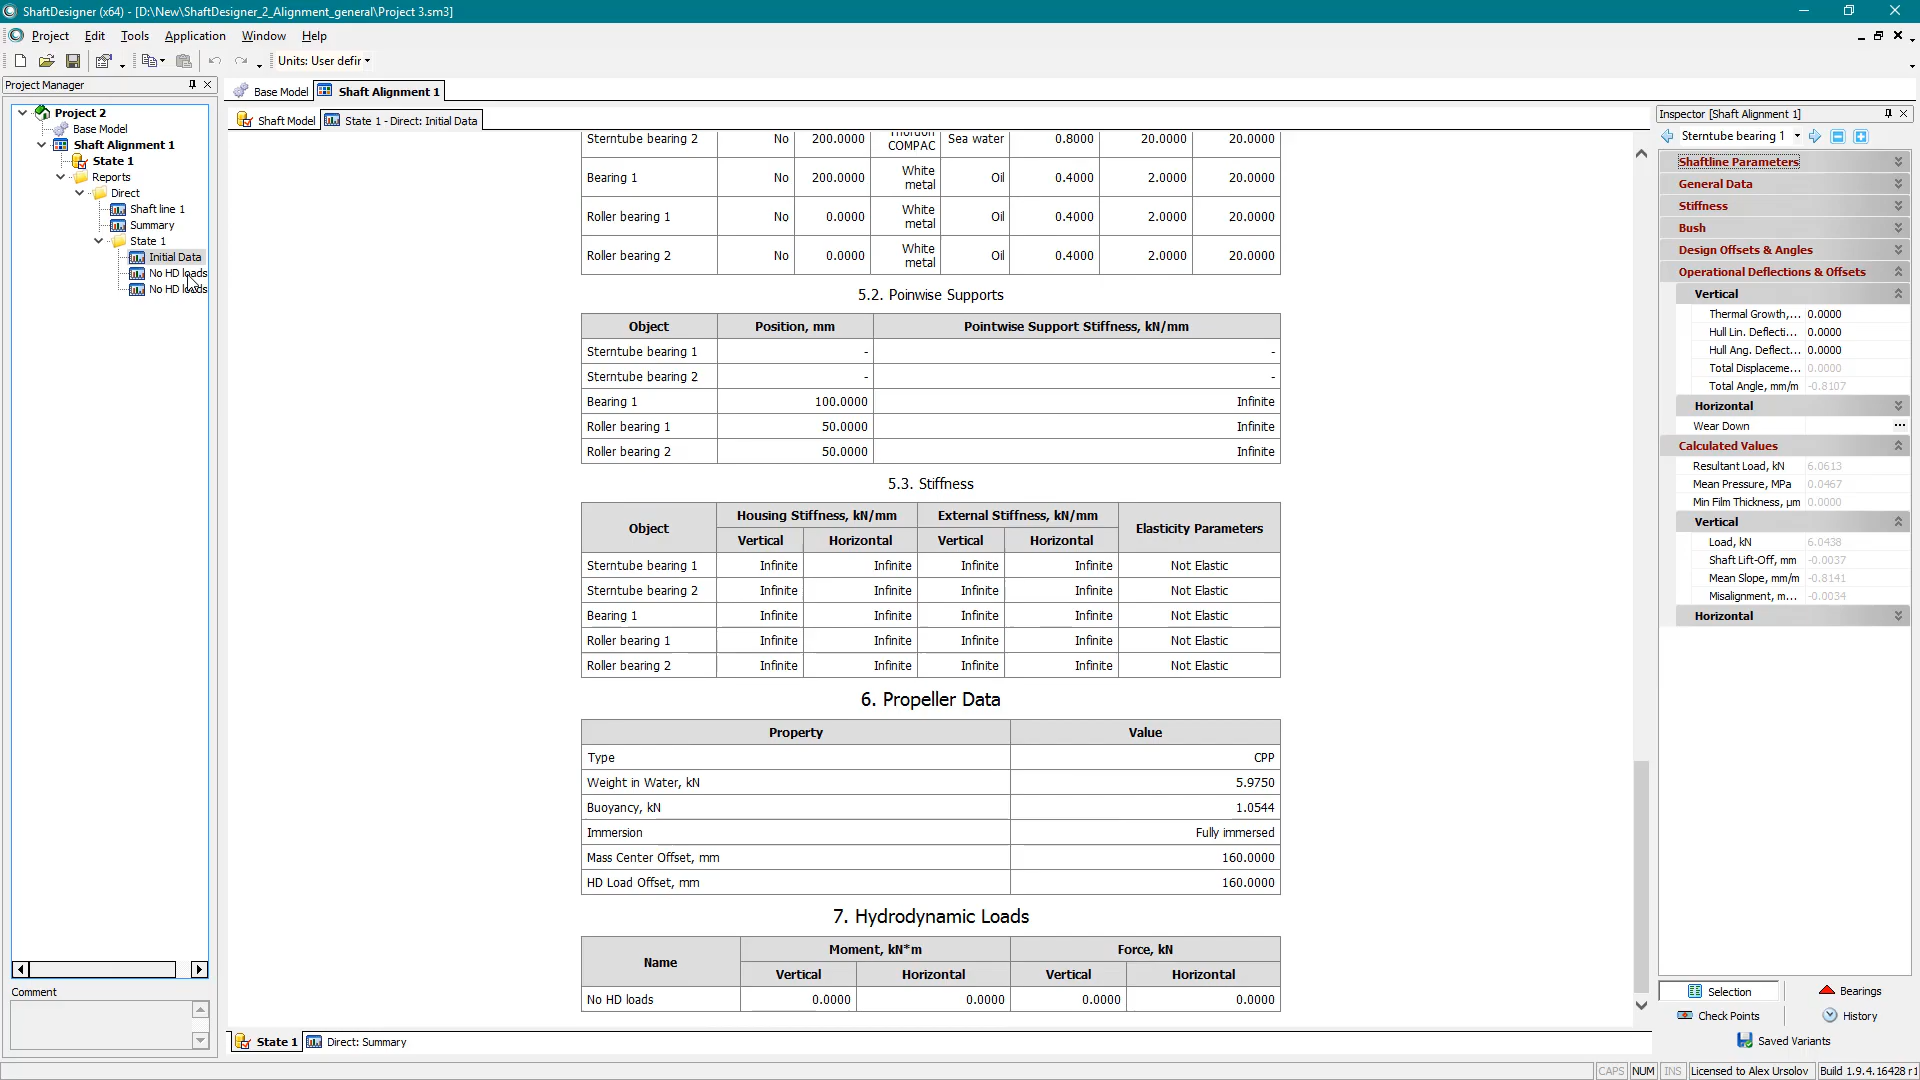 ShaftDesigner (x64) - [D:\New\ShaftDesigner_2_Alignment_general\Project 3.sm3]
Project Edit Tools Application Window Help
Units: User defir
Project Manager
Project 2
Base Model
Shaft Alignment 1
State 1
Reports
Direct
Shaft line 1
Summary
State 1
Initial Data
No HD loads
No HD loads
Comment
Base Model Shaft Alignment 1
Shaft Model State 1 - Direct: Initial Data
Sterntube bearing 2 No 200.0000 Thordon COMPAC Sea water 0.8000 20.0000 20.0000
Bearing 1 No 200.0000 White metal Oil 0.4000 2.0000 20.0000
Roller bearing 1 No 0.0000 White metal Oil 0.4000 2.0000 20.0000
Roller bearing 2 No 0.0000 White metal Oil 0.4000 2.0000 20.0000
5.2. Poinwise Supports
Object Position, mm Pointwise Support Stiffness, kN/mm
Sterntube bearing 1 - -
Sterntube bearing 2 - -
Bearing 1 100.0000 Infinite
Roller bearing 1 50.0000 Infinite
Roller bearing 2 50.0000 Infinite
5.3. Stiffness
Object Housing Stiffness, kN/mm External Stiffness, kN/mm Elasticity Parameters
Vertical Horizontal Vertical Horizontal
Sterntube bearing 1 Infinite Infinite Infinite Infinite Not Elastic
Sterntube bearing 2 Infinite Infinite Infinite Infinite Not Elastic
Bearing 1 Infinite Infinite Infinite Infinite Not Elastic
Roller bearing 1 Infinite Infinite Infinite Infinite Not Elastic
Roller bearing 2 Infinite Infinite Infinite Infinite Not Elastic
6. Propeller Data
Property Value
Type CPP
Weight in Water, kN 5.9750
Buoyancy, kN 1.0544
Immersion Fully immersed
Mass Center Offset, mm 160.0000
HD Load Offset, mm 160.0000
7. Hydrodynamic Loads
Name Moment, kN*m Force, kN
Vertical Horizontal Vertical Horizontal
No HD loads 0.0000 0.0000 0.0000 0.0000
State 1 Direct: Summary
Inspector [Shaft Alignment 1]
Sterntube bearing 1
Shaftline Parameters
General Data
Stiffness
Bush
Design Offsets & Angles
Operational Deflections & Offsets
Vertical
Thermal Growth,... 0.0000
Hull Lin. Deflecti... 0.0000
Hull Ang. Deflect... 0.0000
Total Displaceme... 0.0000
Total Angle, mm/m -0.8107
Horizontal
Wear Down ...
Calculated Values
Resultant Load, kN 6.0613
Mean Pressure, MPa 0.0467
Min Film Thickness, µm 0.0000
Vertical
Load, kN 6.0438
Shaft Lift-Off, mm -0.0037
Mean Slope, mm/m -0.8141
Misalignment, m... -0.0034
Horizontal
Selection Bearings
Check Points History
Saved Variants
CAPS NUM INS Licensed to Alex Ursolov Build 1.9.4.16428 r1